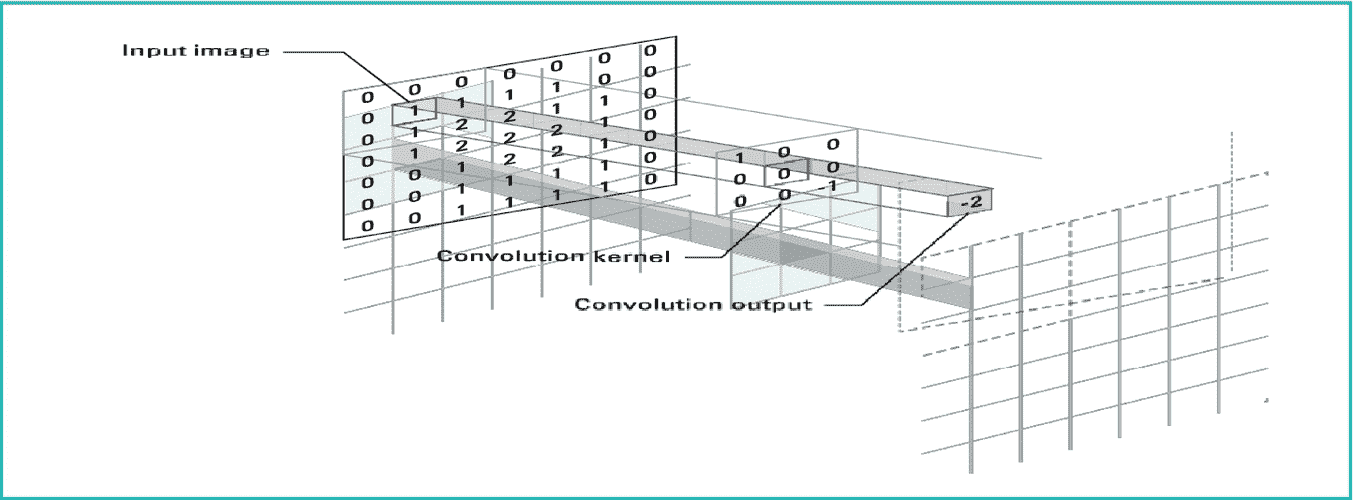 Input image
0 0 0 0 0 0 0
0 1 1 1 1 0 0
0 1 2 2 1 1 0
0 1 2 2 2 1 0
0 0 1 2 2 1 0
0 0 1 1 1 1 0
0 0 1 1 1 1 0
1 0 0
0 0 0
0 0 -1
-2
Convolution kernel
Convolution output